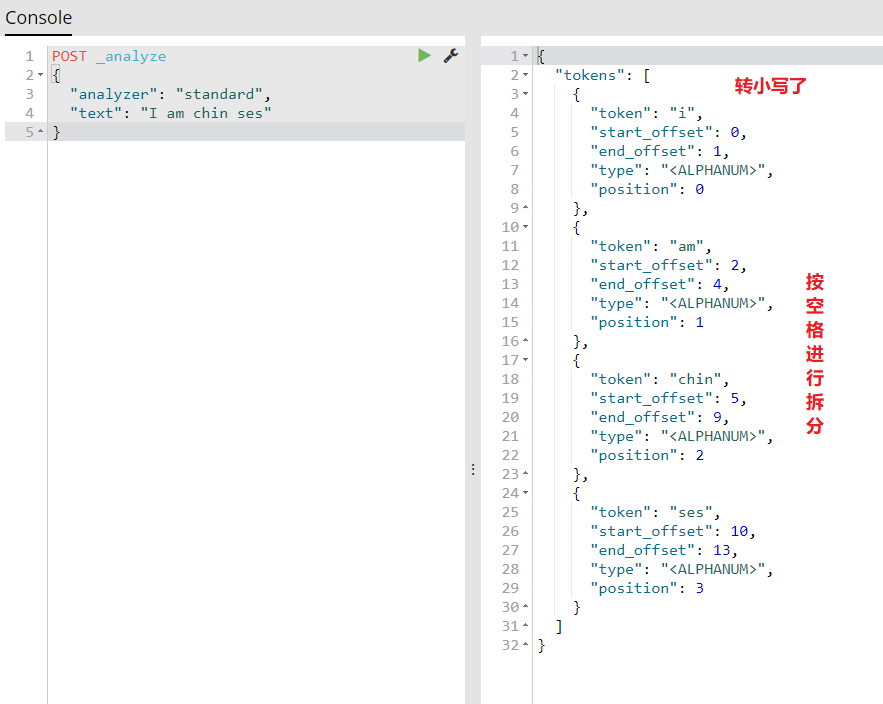 Console
1 POST _analyze
2 {
3 "analyzer": "standard",
4 "text": "I am chin ses"
5 }
1 {
2 "tokens": [
转小写了
3 {
4 "token": "i",
5 "start_offset": 0,
6 "end_offset": 1,
7 "type": "<ALPHANUM>",
8 "position": 0
9 },
10 {
11 "token": "am",
12 "start_offset": 2,
13 "end_offset": 4,
14 "type": "<ALPHANUM>",
15 "position": 1
16 },
17 {
18 "token": "chin",
19 "start_offset": 5,
20 "end_offset": 9,
21 "type": "<ALPHANUM>",
22 "position": 2
23 },
24 {
25 "token": "ses",
26 "start_offset": 10,
27 "end_offset": 13,
28 "type": "<ALPHANUM>",
29 "position": 3
30 }
31 ]
32 }
按空格进行拆分